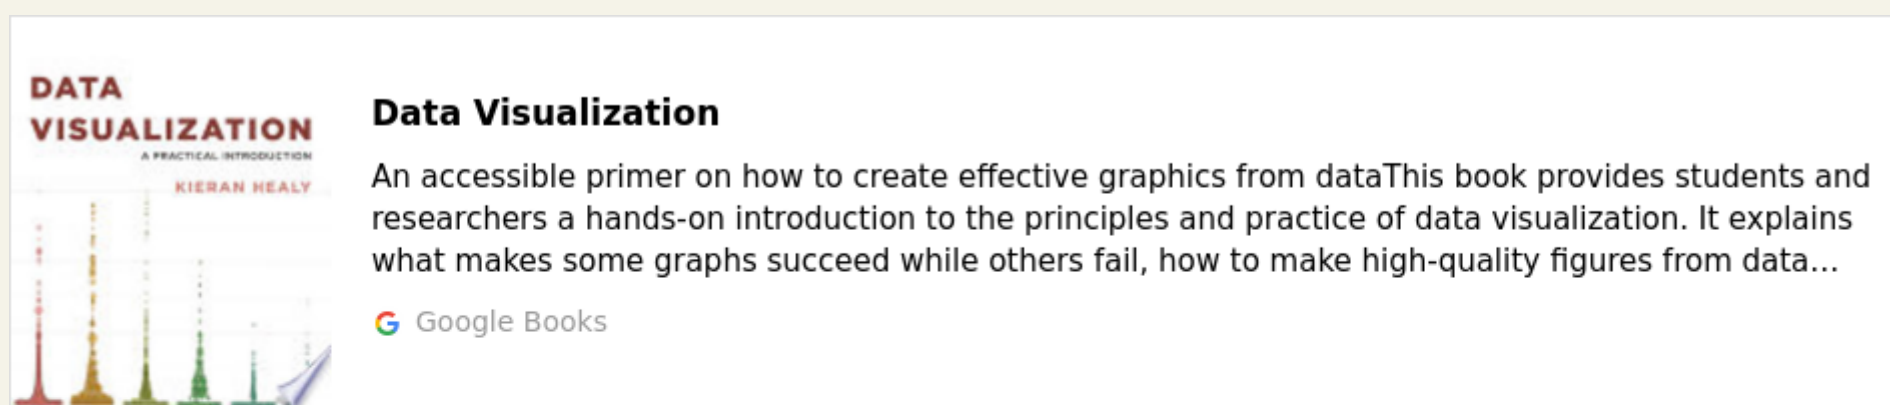 DATA
VISUALIZATION
A PRACTICAL INTRODUCTION
KIERAN HEALY
Data Visualization
An accessible primer on how to create effective graphics from dataThis book provides students and
researchers a hands-on introduction to the principles and practice of data visualization. It explains
what makes some graphs succeed while others fail, how to make high-quality figures from data...
Google Books